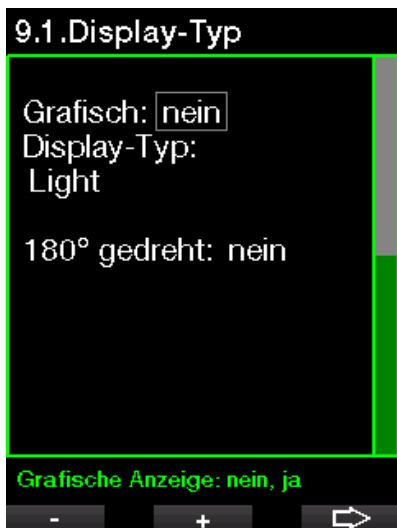 9.1.Display-Typ
Grafisch: nein
Display-Typ:
Light
180° gedreht: nein
Grafische Anzeige: nein, ja
- + ⇨